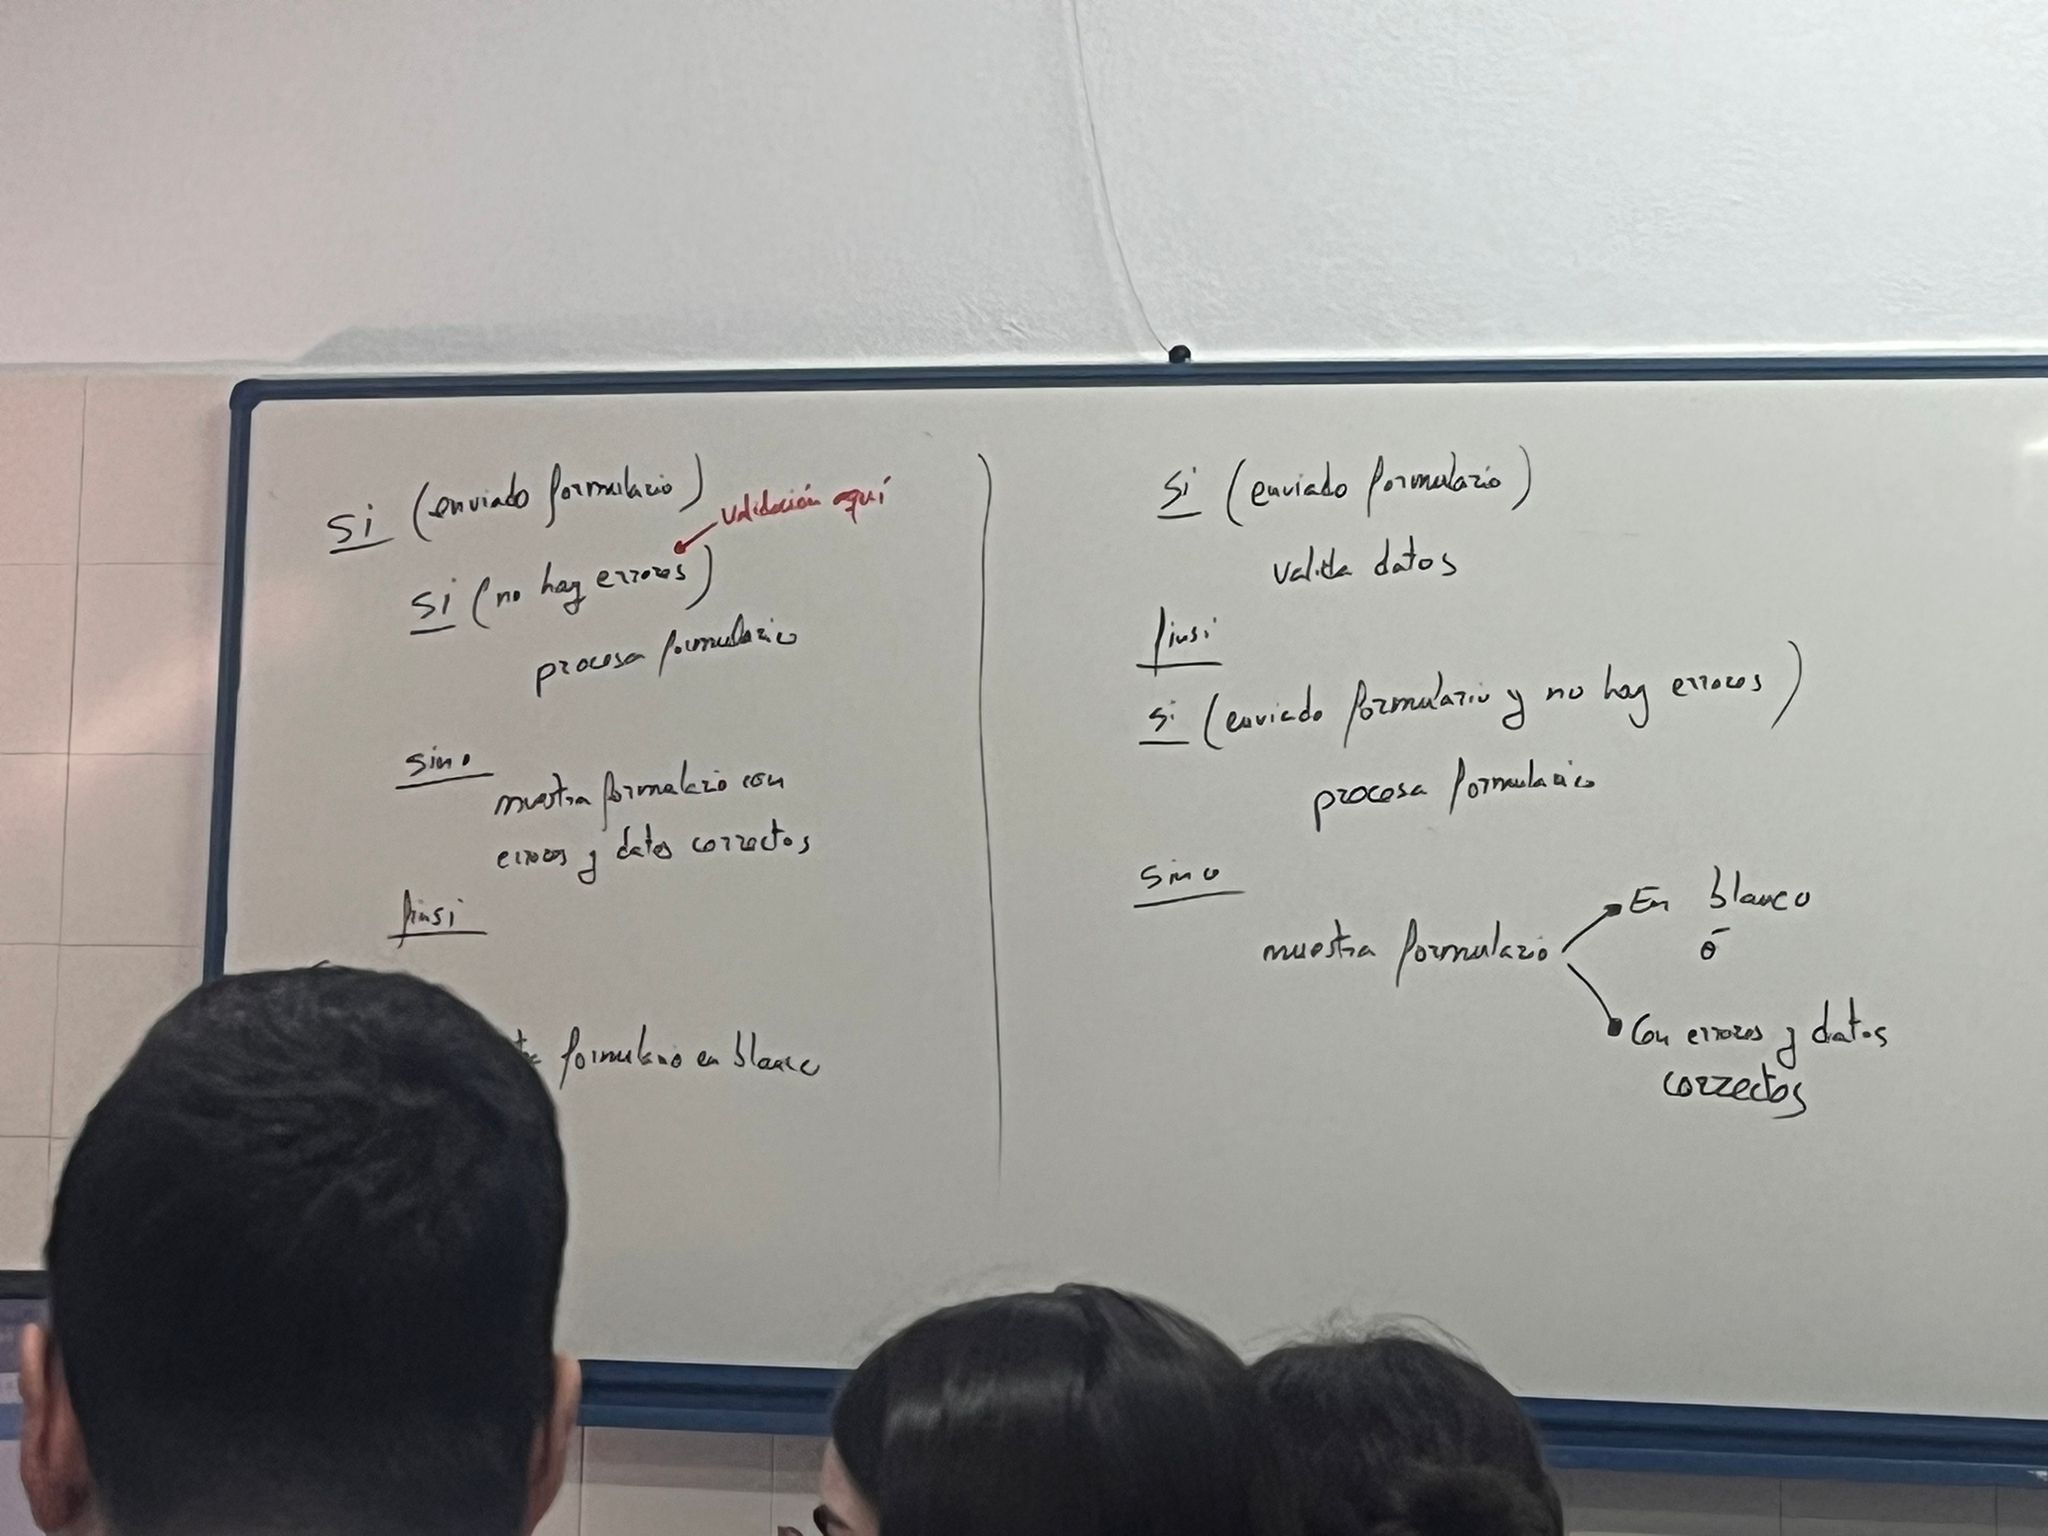 si (enviado formulario)
validación aquí
si (no hay errores)
procesa formulario
sino
muestra formulario con
errores y datos correctos
finsi
formulario en blanco
si (enviado formulario)
valida datos
finsi
si (enviado formulario y no hay errores)
procesa formulario
sino
muestra formulario
En blanco
ó
Con errores y datos
correctos